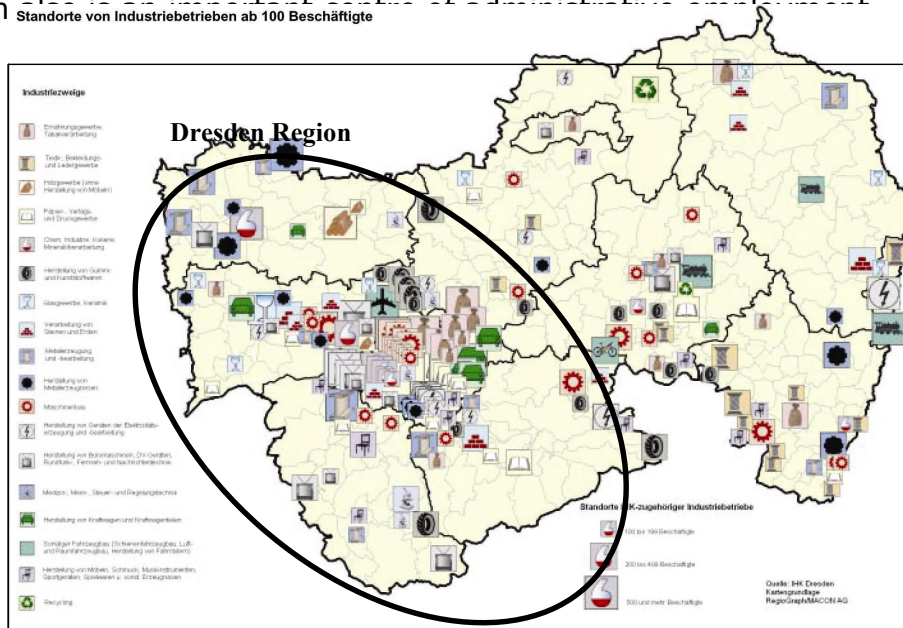 also is an important centre of administrative employment
Standorte von Industriebetrieben ab 100 Beschäftigte
Industriezweige
Dresden Region
Ernährungsgewerbe,
Tabakverarbeitung
Textil-, Bekleidungs-
und Ledergewerbe
Holzgewerbe (ohne
Herstellung von Möbeln)
Papier-, Verlags-
und Druckgewerbe
Chem. Industrie, Kokerei,
Mineralölverarbeitung
Herstellung von Gummi-
und Kunststoffwaren
Glasgewerbe, Keramik
Verarbeitung von
Steinen und Erden
Metallerzeugung
und -bearbeitung
Herstellung von
Metallerzeugnissen
Maschinenbau
Herstellung von Geräten der Elektrizitäts-
erzeugung und -bearbeitung
Herstellung von Büromaschinen, DV-Geräten,
Rundfunk-, Fernseh- und Nachrichtentechnik
Medizin-, Mess-, Steuer- und Regelungstechnik
Herstellung von Kraftwagen und Kraftwagenteilen
Sonstiger Fahrzeugbau (Schienenfahrzeugbau, Luft-
und Raumfahrzeugbau, Herstellung von Fahrrädern)
Herstellung von Möbeln, Schmuck, Musikinstrumenten,
Sportgeräten, Spielwaren u. sonst. Erzeugnissen
Recycling
Standorte IHK-zugehöriger Industriebetriebe
100 bis 199 Beschäftigte
200 bis 499 Beschäftigte
500 und mehr Beschäftigte
Quelle: IHK Dresden
Kartengrundlage
RegioGraph/MACON AG